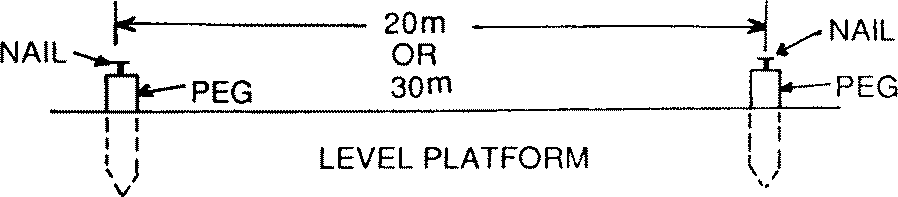 20m
OR
30m
NAIL
PEG
NAIL
PEG
LEVEL PLATFORM